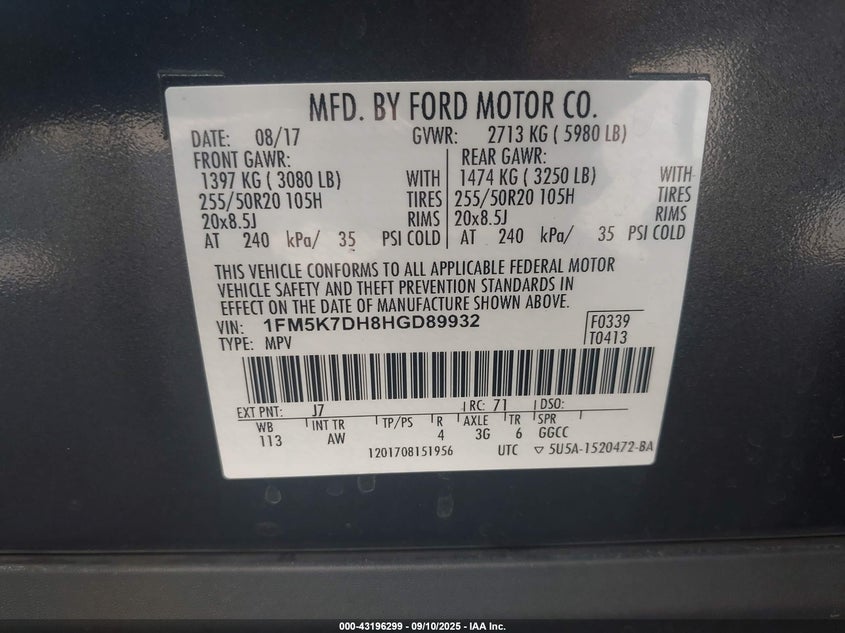 MFD. BY FORD MOTOR CO.
DATE: 08/17 GVWR: 2713 KG ( 5980 LB)
FRONT GAWR: REAR GAWR:
1397 KG ( 3080 LB) WITH 1474 KG ( 3250 LB) WITH
255/50R20 105H TIRES 255/50R20 105H TIRES
20x8.5J RIMS 20x8.5J RIMS
AT 240 kPa/ 35 PSI COLD AT 240 kPa/ 35 PSI COLD
THIS VEHICLE CONFORMS TO ALL APPLICABLE FEDERAL MOTOR
VEHICLE SAFETY AND THEFT PREVENTION STANDARDS IN
EFFECT ON THE DATE OF MANUFACTURE SHOWN ABOVE.
VIN: 1FM5K7DH8HGD89932 F0339
TYPE: MPV T0413
EXT PNT: J7 RC: 71 DSO:
WB INT TR TP/PS R AXLE TR SPR
113 AW 4 3G 6 GGCC
1201708151956 UTC ▽ 5U5A-1520472-BA
000-43196299 - 09/10/2025 - IAA Inc.